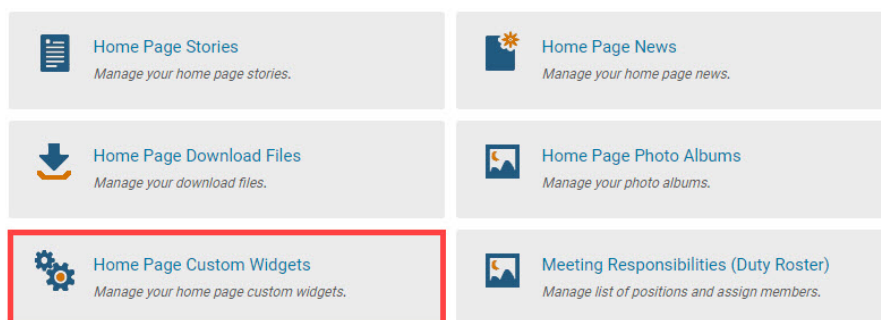 Home Page Stories
Manage your home page stories.
Home Page News
Manage your home page news.
Home Page Download Files
Manage your download files.
Home Page Photo Albums
Manage your photo albums.
Home Page Custom Widgets
Manage your home page custom widgets.
Meeting Responsibilities (Duty Roster)
Manage list of positions and assign members.